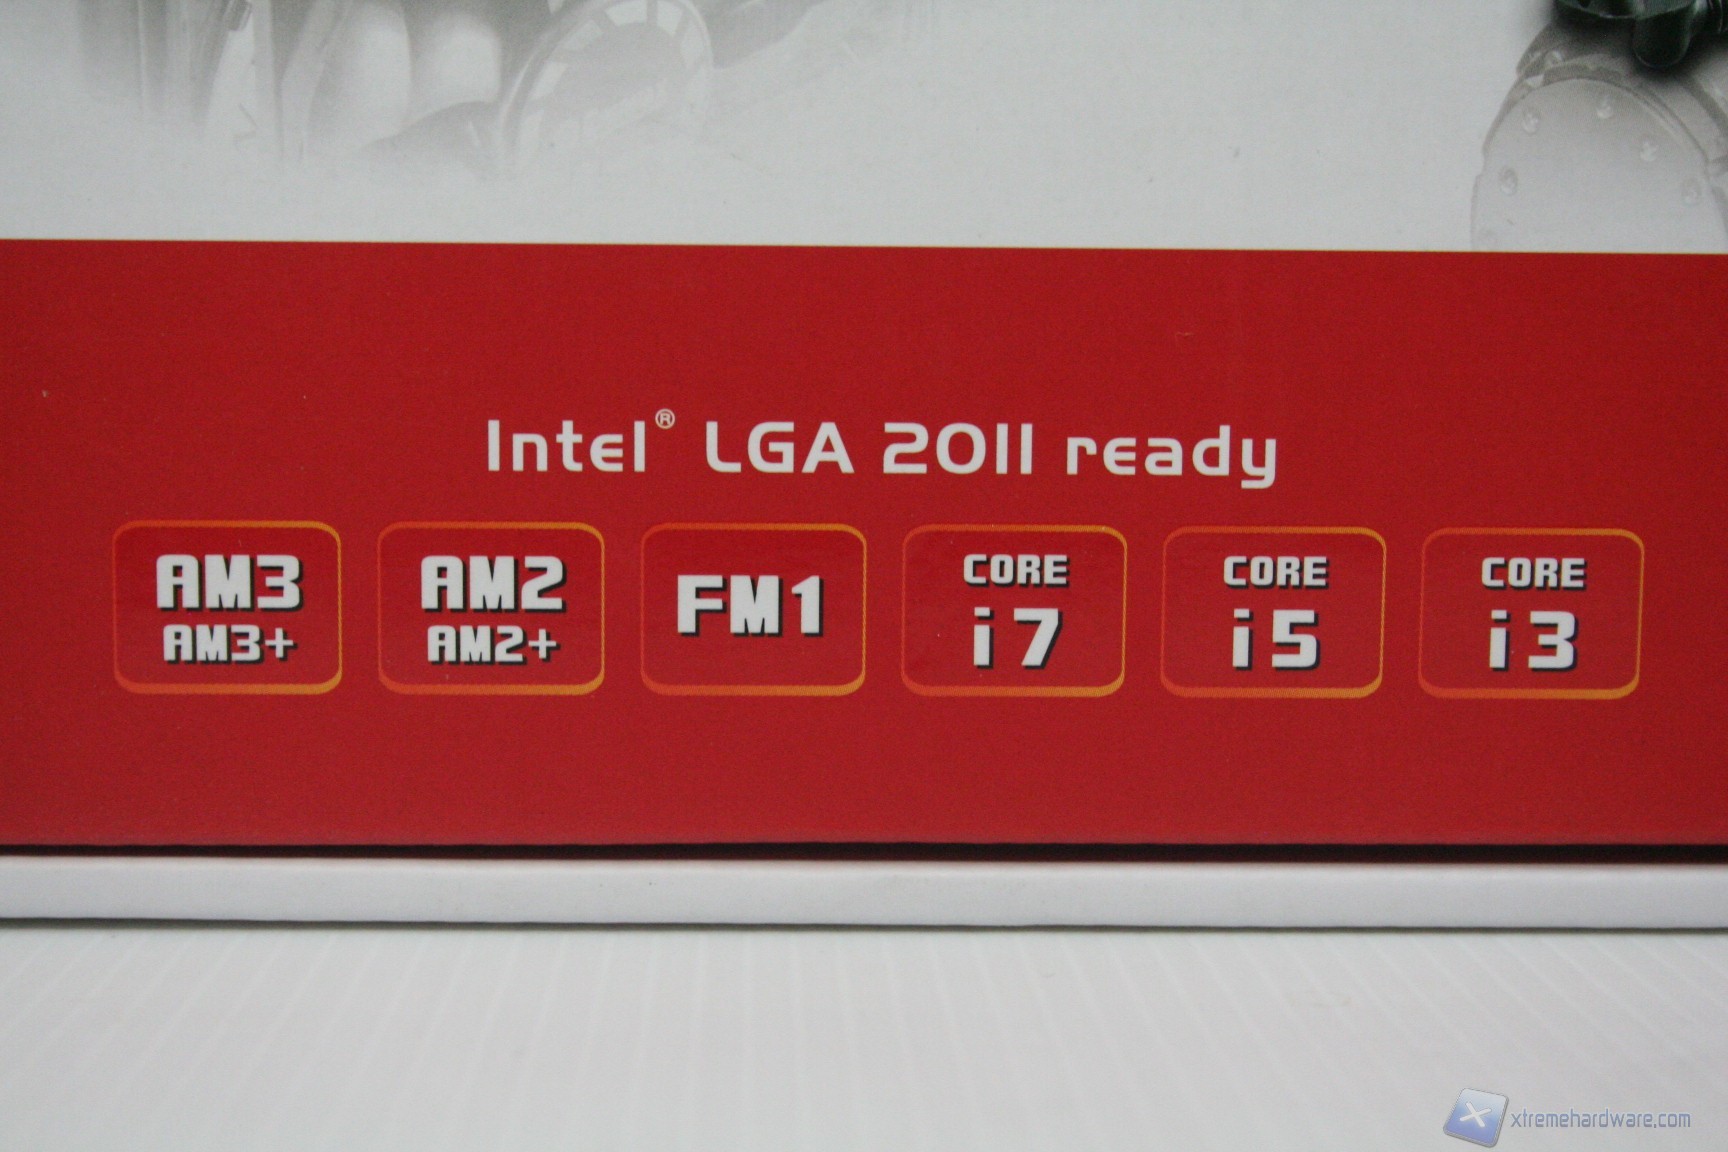 Intel® LGA 2011 ready
AM3
AM3+
AM2
AM2+
FM1
CORE
i7
CORE
i5
CORE
i3
xtremehardware.com